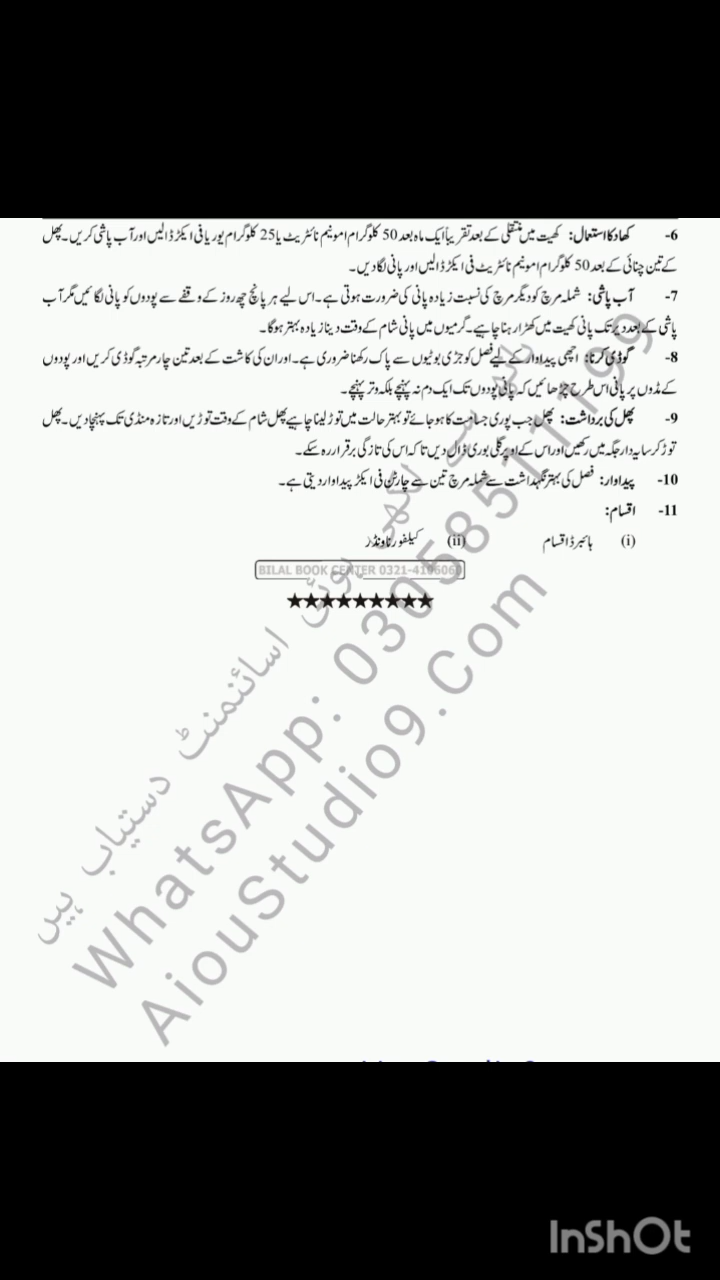 6- کھاد کا استعمال: کھیت میں منتقلی کے بعد تقریباً ایک ماہ بعد 50 کلوگرام امونیم نائٹریٹ یا 25 کلوگرام یوریا فی ایکڑ ڈالیں اور آب پاشی کریں۔ پھل
کے تین چنائی کے بعد 50 کلوگرام امونیم نائٹریٹ فی ایکڑ ڈالیں اور پانی لگا دیں۔
7- آب پاشی: شملہ مرچ کو دیگر مرچ کی نسبت زیادہ پانی کی ضرورت ہوتی ہے۔ اس لیے ہر پانچ چھ روز کے وقفے سے پودوں کو پانی لگائیں مگر آب
پاشی کے بعد دیر تک پانی کھیت میں کھڑا رہنا چاہیے۔ گرمیوں میں پانی شام کے وقت دینا زیادہ بہتر ہوگا۔
8- گوڈی کرنا: اچھی پیداوار کے لیے فصل کو جڑی بوٹیوں سے پاک رکھنا ضروری ہے۔ اور ان کی کاشت کے بعد تین چار مرتبہ گوڈی کریں اور پودوں
کے مڈوں پر پانی اس طرح چڑھائیں کہ پانی پودوں تک ایک دم نہ پہنچے بلکہ وتر پہنچے۔
9- پھل کی برداشت: پھل جب پوری جسامت کا ہو جائے تو بہتر حالت میں توڑ لینا چاہیے پھل شام کے وقت توڑیں اور تازہ منڈی تک پہنچا دیں۔ پھل
توڑ کر سایہ دار جگہ میں رکھیں اور اس کے اوپر گیلی بوری ڈال دیں تا کہ اس کی تازگی برقرار رہ سکے۔
10- پیداوار: فصل کی بہتر نگہداشت سے شملہ مرچ تین سے چار ٹن فی ایکڑ پیداوار دیتی ہے۔
11- اقسام:
(i) ہائبرڈ اقسام (ii) کیلفورنا ونڈر
BILAL BOOK CENTER 0321-4106060
★★★★★★★★★
ہاتھ سے لکھی ہوئی اسائنمنٹ دستیاب ہیں
WhatsApp: 03058511199
AiouStudio9.Com
InShOt